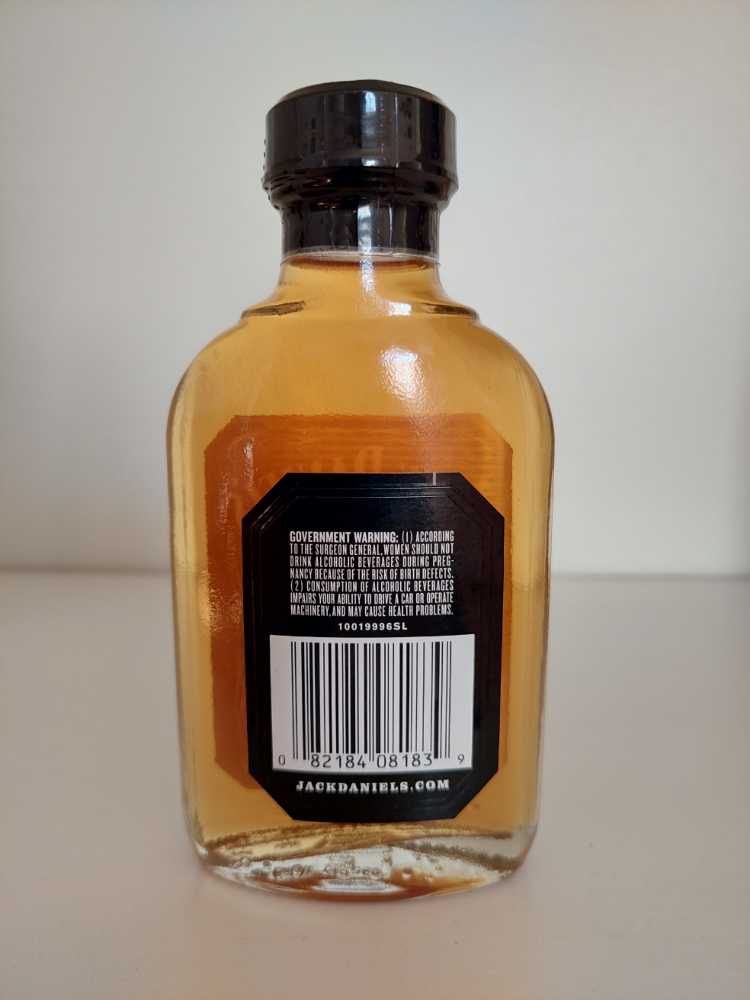 GOVERNMENT WARNING: (1) ACCORDING
TO THE SURGEON GENERAL, WOMEN SHOULD NOT
DRINK ALCOHOLIC BEVERAGES DURING PREG-
NANCY BECAUSE OF THE RISK OF BIRTH DEFECTS.
(2) CONSUMPTION OF ALCOHOLIC BEVERAGES
IMPAIRS YOUR ABILITY TO DRIVE A CAR OR OPERATE
MACHINERY, AND MAY CAUSE HEALTH PROBLEMS.
10019996SL
0 82184 08183 9
JACKDANIELS.COM